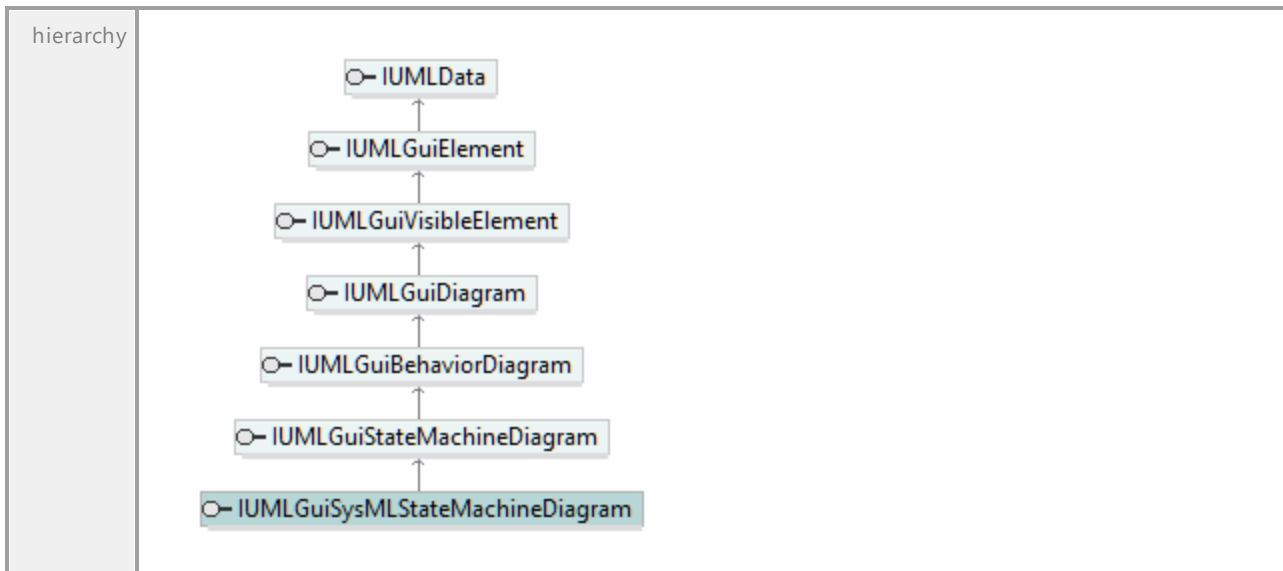 hierarchy
IUMLData
IUMLGuiElement
IUMLGuiVisibleElement
IUMLGuiDiagram
IUMLGuiBehaviorDiagram
IUMLGuiStateMachineDiagram
IUMLGuiSysMLStateMachineDiagram